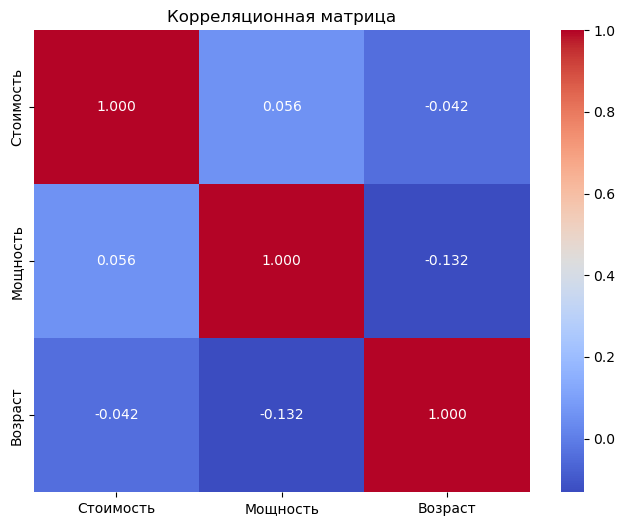 Корреляционная матрица
Стоимость
1.000
0.056
-0.042
Мощность
0.056
1.000
-0.132
Возраст
-0.042
-0.132
1.000
Стоимость
Мощность
Возраст
1.0
0.8
0.6
0.4
0.2
0.0